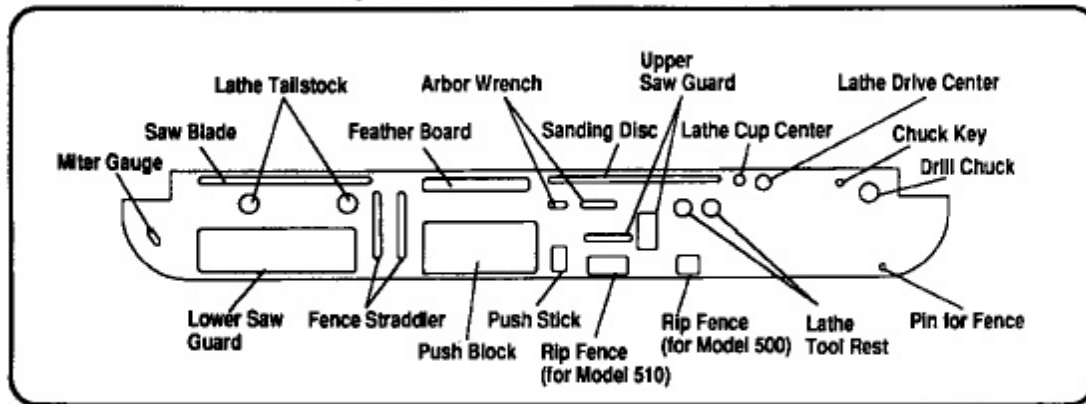 Upper
Saw Guard
Lathe Tailstock
Arbor Wrench
Lathe Drive Center
Saw Blade
Feather Board
Sanding Disc
Lathe Cup Center
Chuck Key
Miter Gauge
Drill Chuck
Lower Saw
Guard
Fence Straddler
Push Block
Push Stick
Rip Fence
(for Model 510)
Rip Fence
(for Model 500)
Lathe
Tool Rest
Pin for Fence